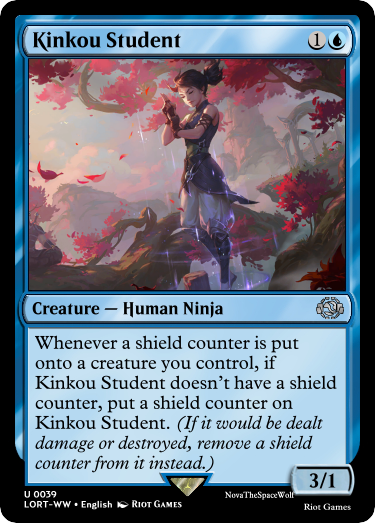 Kinkou Student 1
Creature — Human Ninja
Whenever a shield counter is put
onto a creature you control, if
Kinkou Student doesn't have a shield
counter, put a shield counter on
Kinkou Student. (If it would be dealt
damage or destroyed, remove a shield
counter from it instead.)
3/1
U 0039
LORT-WW • English Riot Games
NovaTheSpaceWolf
Riot Games